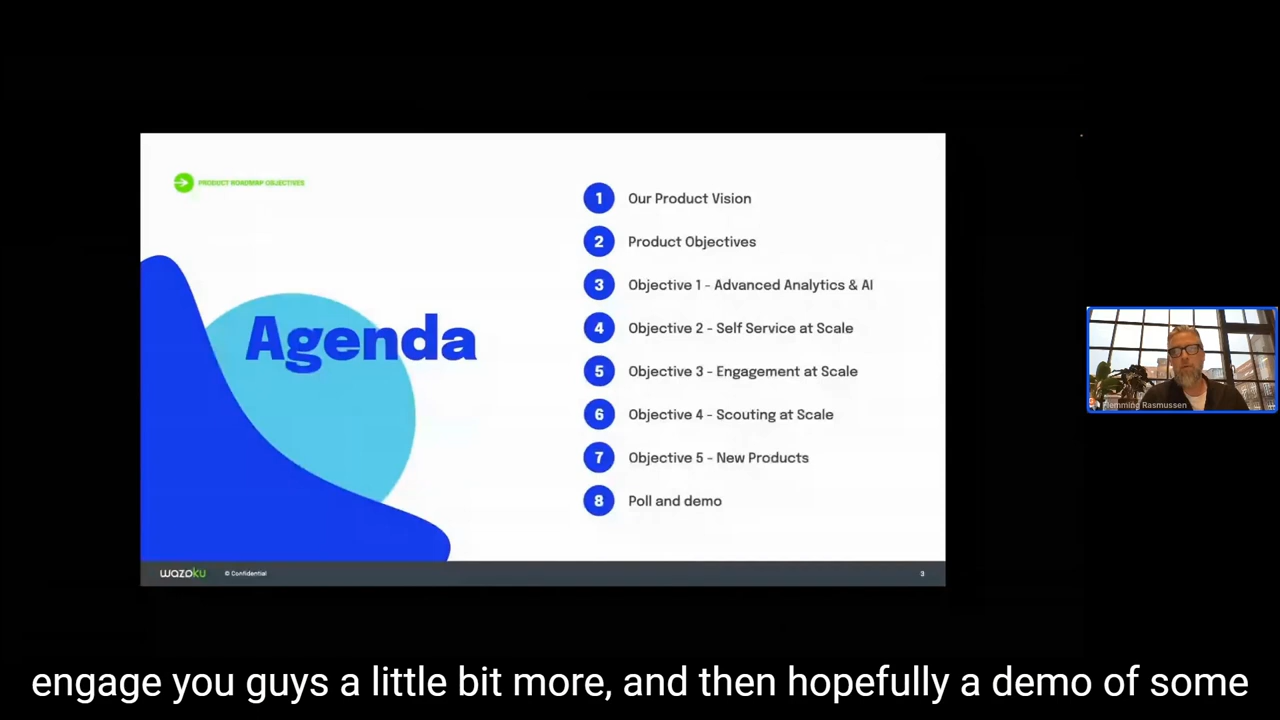 PRODUCT ROADMAP OBJECTIVES
Agenda
1 Our Product Vision
2 Product Objectives
3 Objective 1 - Advanced Analytics & AI
4 Objective 2 - Self Service at Scale
5 Objective 3 - Engagement at Scale
6 Objective 4 - Scouting at Scale
7 Objective 5 - New Products
8 Poll and demo
wazoku © Confidential 3
Flemming Rasmussen
engage you guys a little bit more, and then hopefully a demo of some